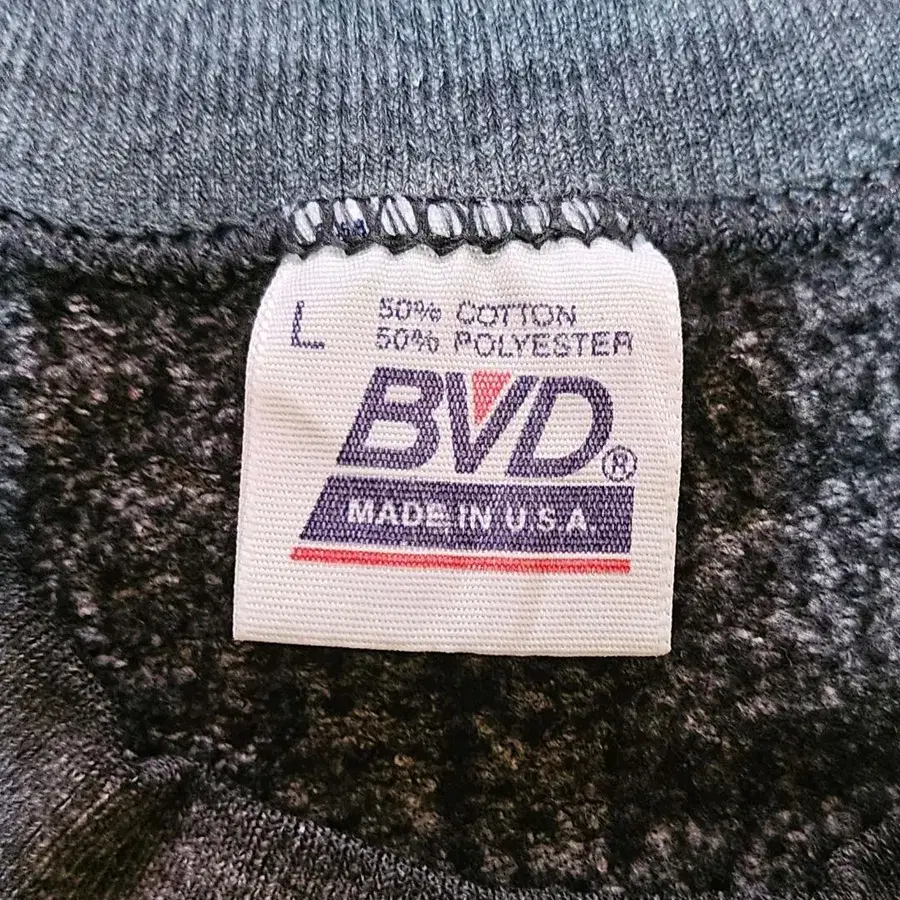 L
50% COTTON
50% POLYESTER
BVD®
MADE IN U.S.A.